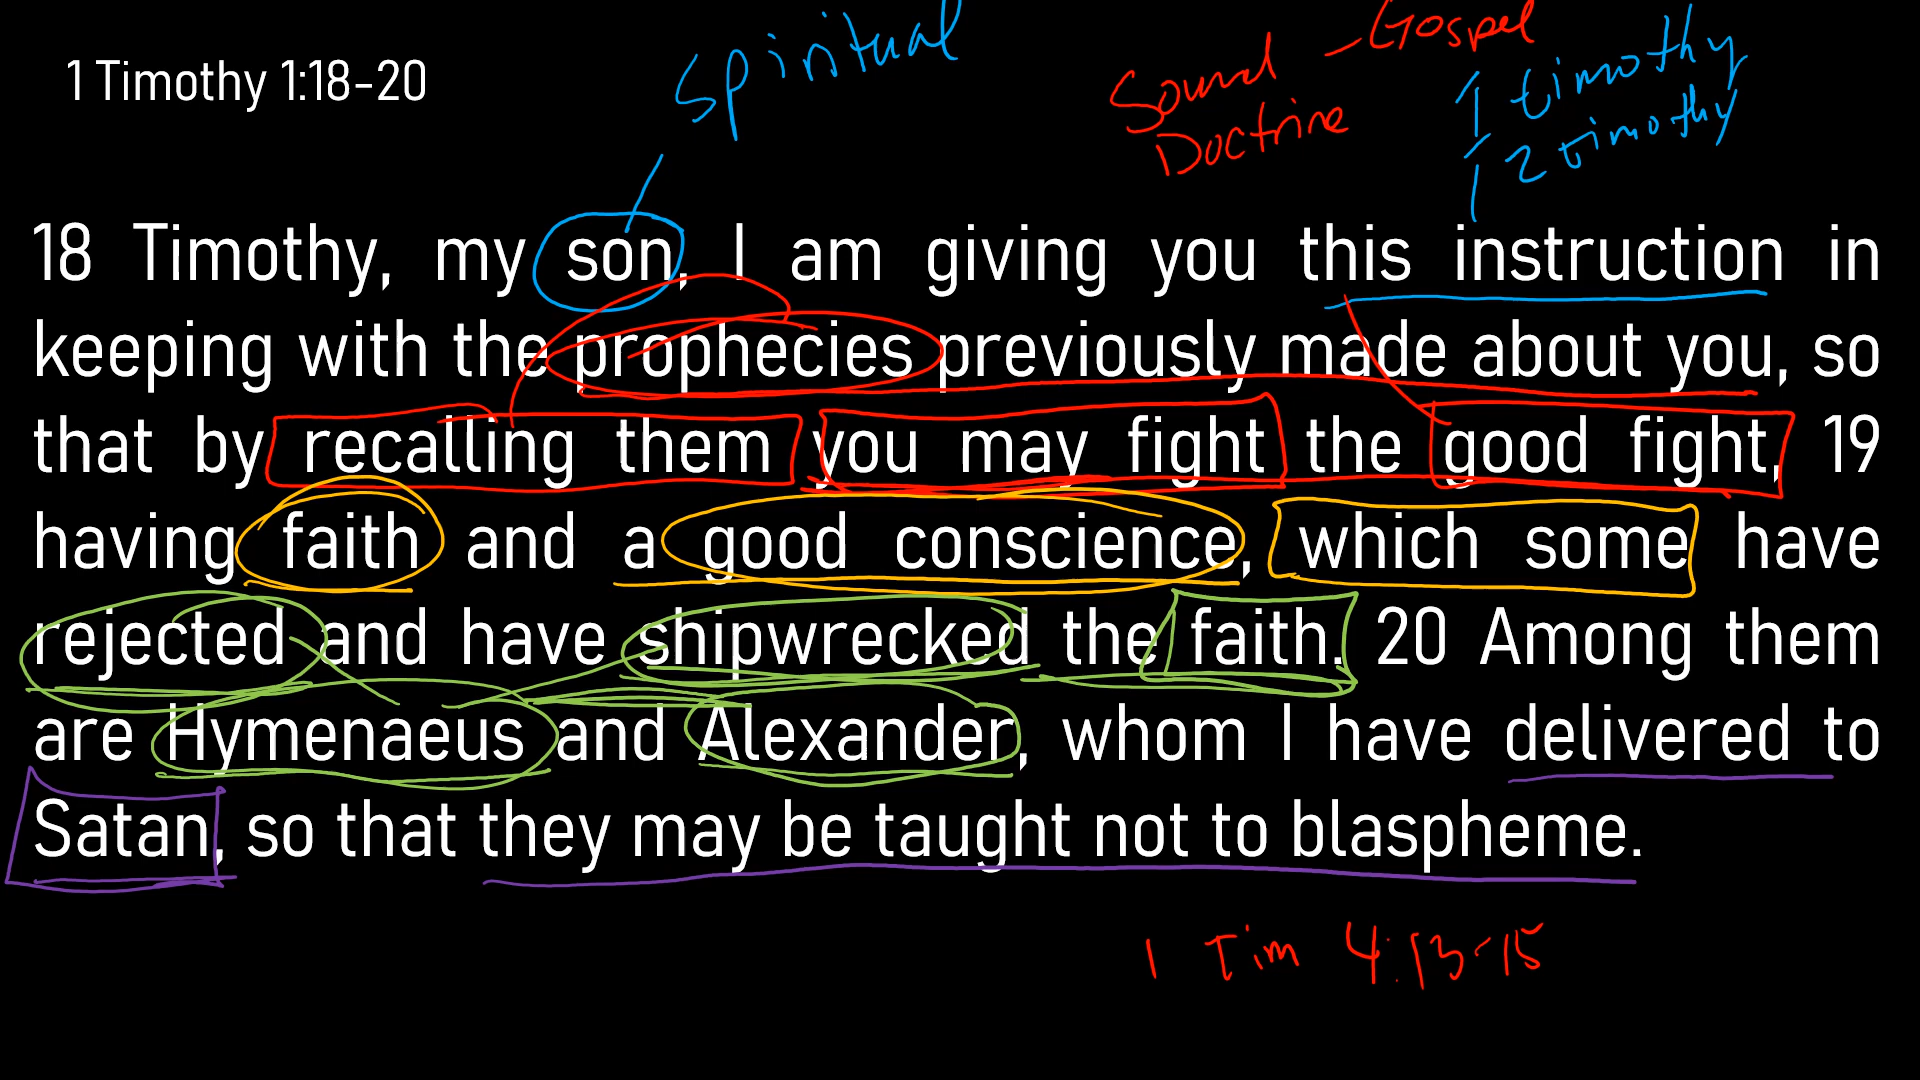 Spiritual
Sound - Gospel
Doctrine
1 timothy
2 timothy
1 Timothy 1:18-20
18 Timothy, my son, I am giving you this instruction in
keeping with the prophecies previously made about you, so
that by recalling them you may fight the good fight, 19
having faith and a good conscience, which some have
rejected and have shipwrecked the faith. 20 Among them
are Hymenaeus and Alexander, whom I have delivered to
Satan, so that they may be taught not to blaspheme.
1 Tim 4:13-15